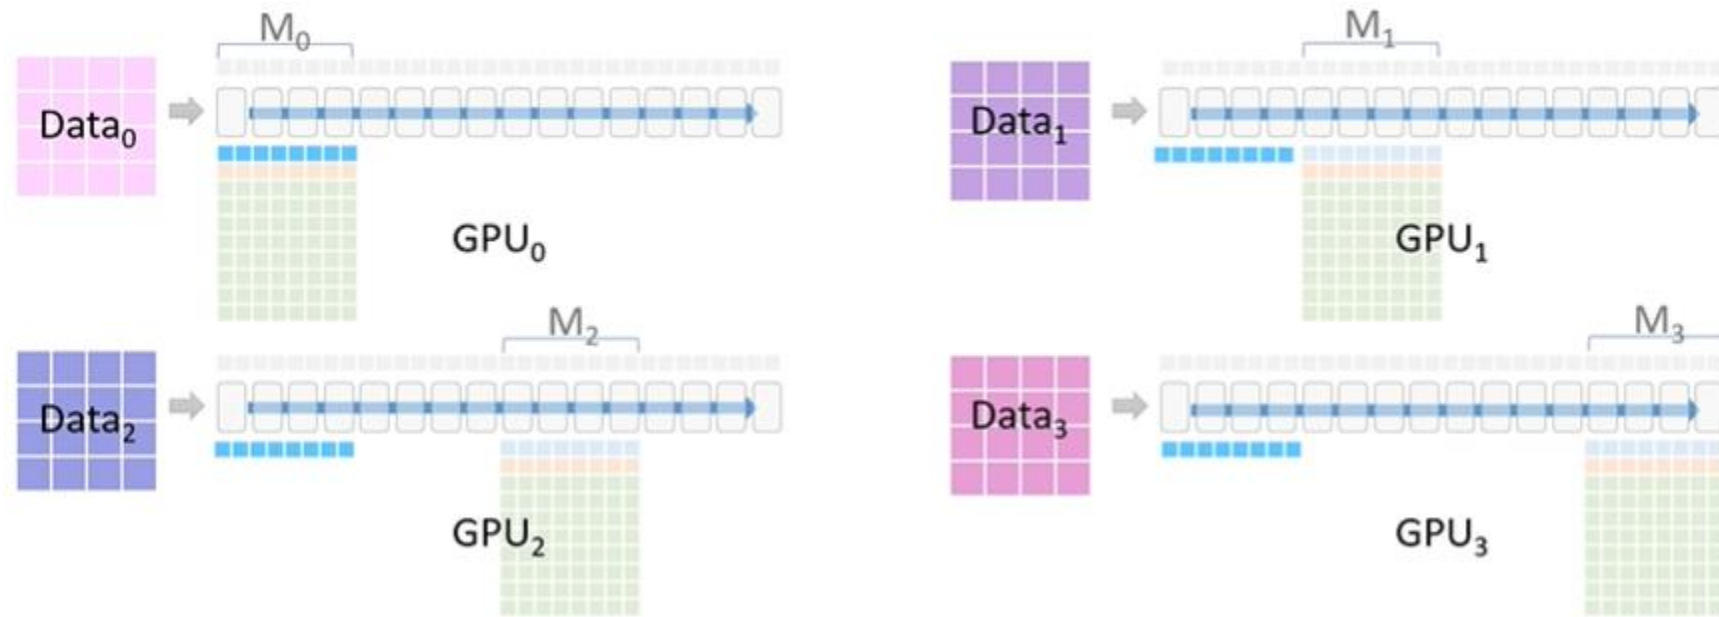 M₀
Data₀
GPU₀
M₁
Data₁
GPU₁
M₂
Data₂
GPU₂
M₃
Data₃
GPU₃